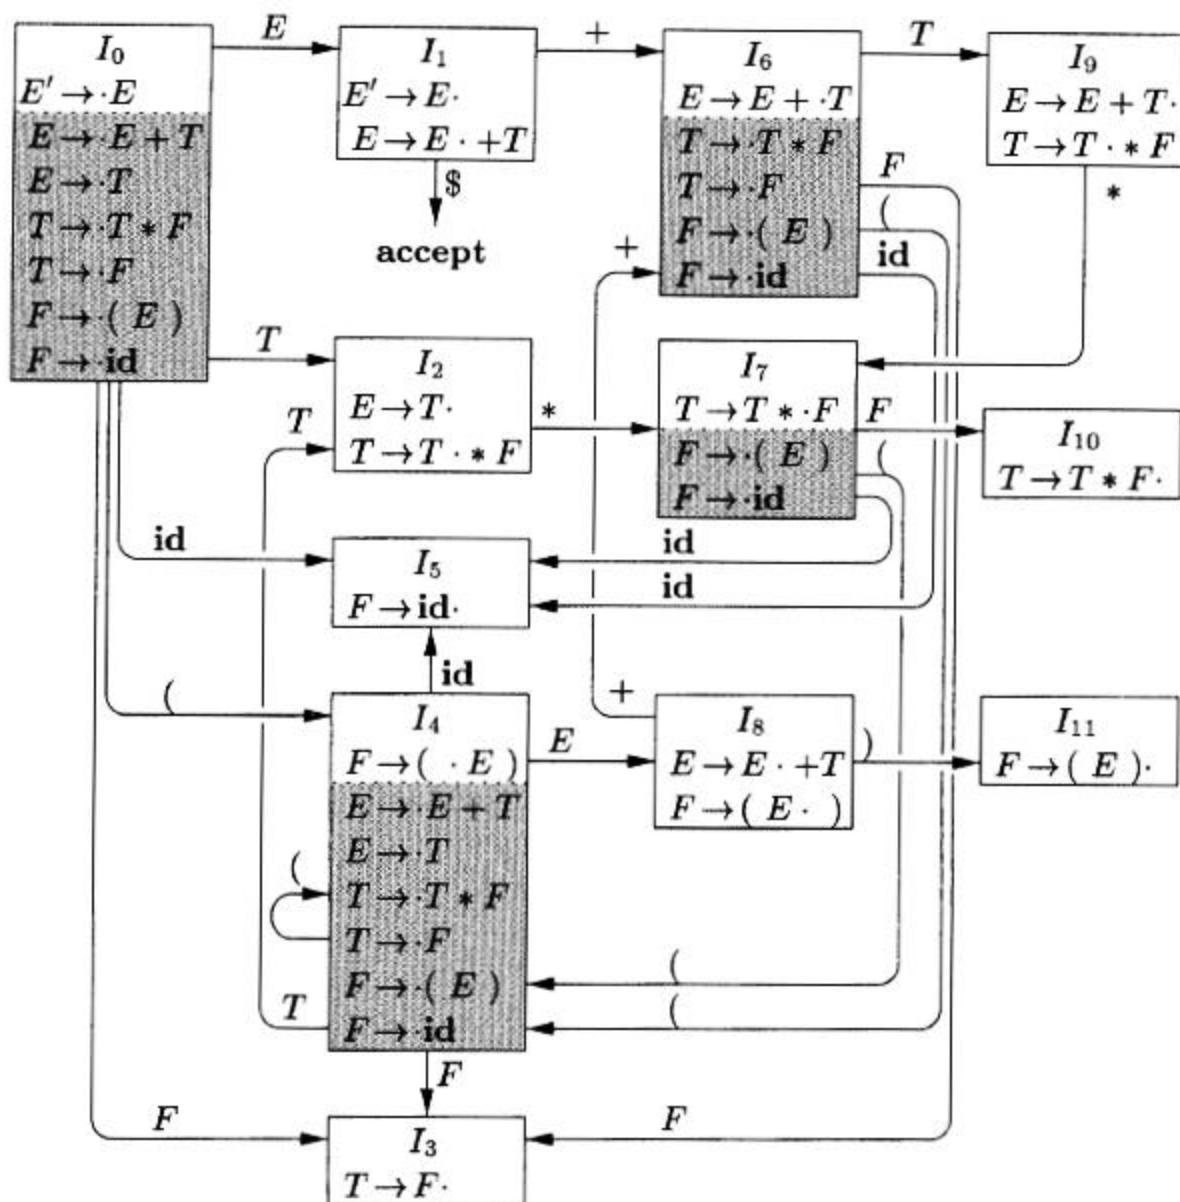 I₀
E′ → ·E
E → ·E + T
E → ·T
T → ·T * F
T → ·F
F → ·( E )
F → ·id
E
I₁
E′ → E·
E → E · +T
$
accept
+
I₆
E → E + ·T
T → ·T * F
T → ·F
F → ·( E )
F → ·id
T
I₉
E → E + T·
T → T · * F
*
F
(
id
+
T
I₂
E → T·
T → T · * F
T
*
I₇
T → T * ·F
F → ·( E )
F → ·id
F
(
I₁₀
T → T * F·
id
I₅
F → id·
id
id
id
(
I₄
F → ( · E )
E → ·E + T
E → ·T
T → ·T * F
T → ·F
F → ·( E )
F → ·id
E
+
I₈
E → E · +T
F → ( E · )
)
I₁₁
F → ( E )·
(
(
T
(
F
F
I₃
T → F·
F